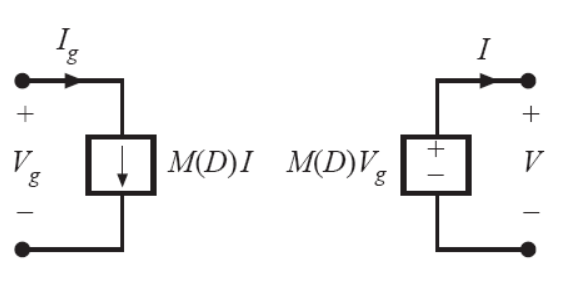 I_g I
+ +
V_g M(D)I M(D)V_g + − V
− −